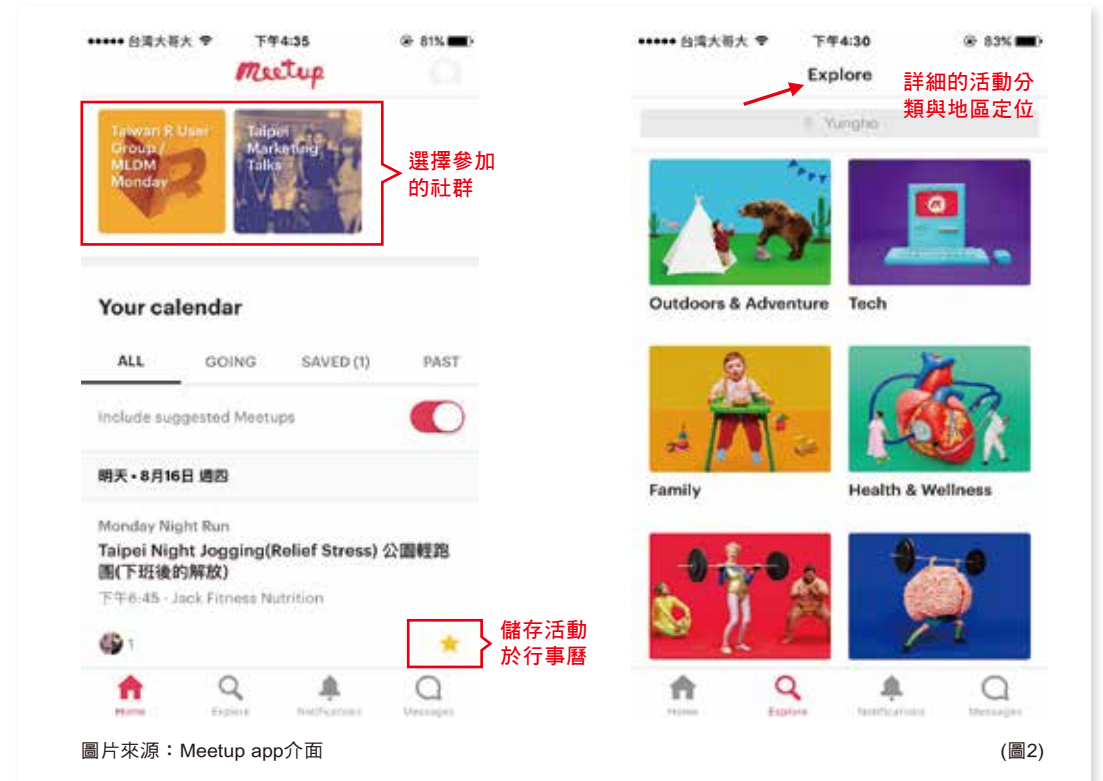 台灣大哥大 下午4:35 81%
Meetup
Taiwan R User
Group /
MLDM
Monday
Taipei
Marketing
Talks
選擇參加
的社群
Your calendar
ALL GOING SAVED (1) PAST
Include suggested Meetups
明天 • 8月16日 週四
Monday Night Run
Taipei Night Jogging(Relief Stress) 公園輕跑
團(下班後的解放)
下午6:45 - Jack Fitness Nutrition
1
儲存活動
於行事曆
Home Explore Notifications Messages
台灣大哥大 下午4:30 83%
Explore
詳細的活動分
類與地區定位
Yungho
Outdoors & Adventure Tech
Family Health & Wellness
Home Explore Notifications Messages
圖片來源：Meetup app介面 (圖2)